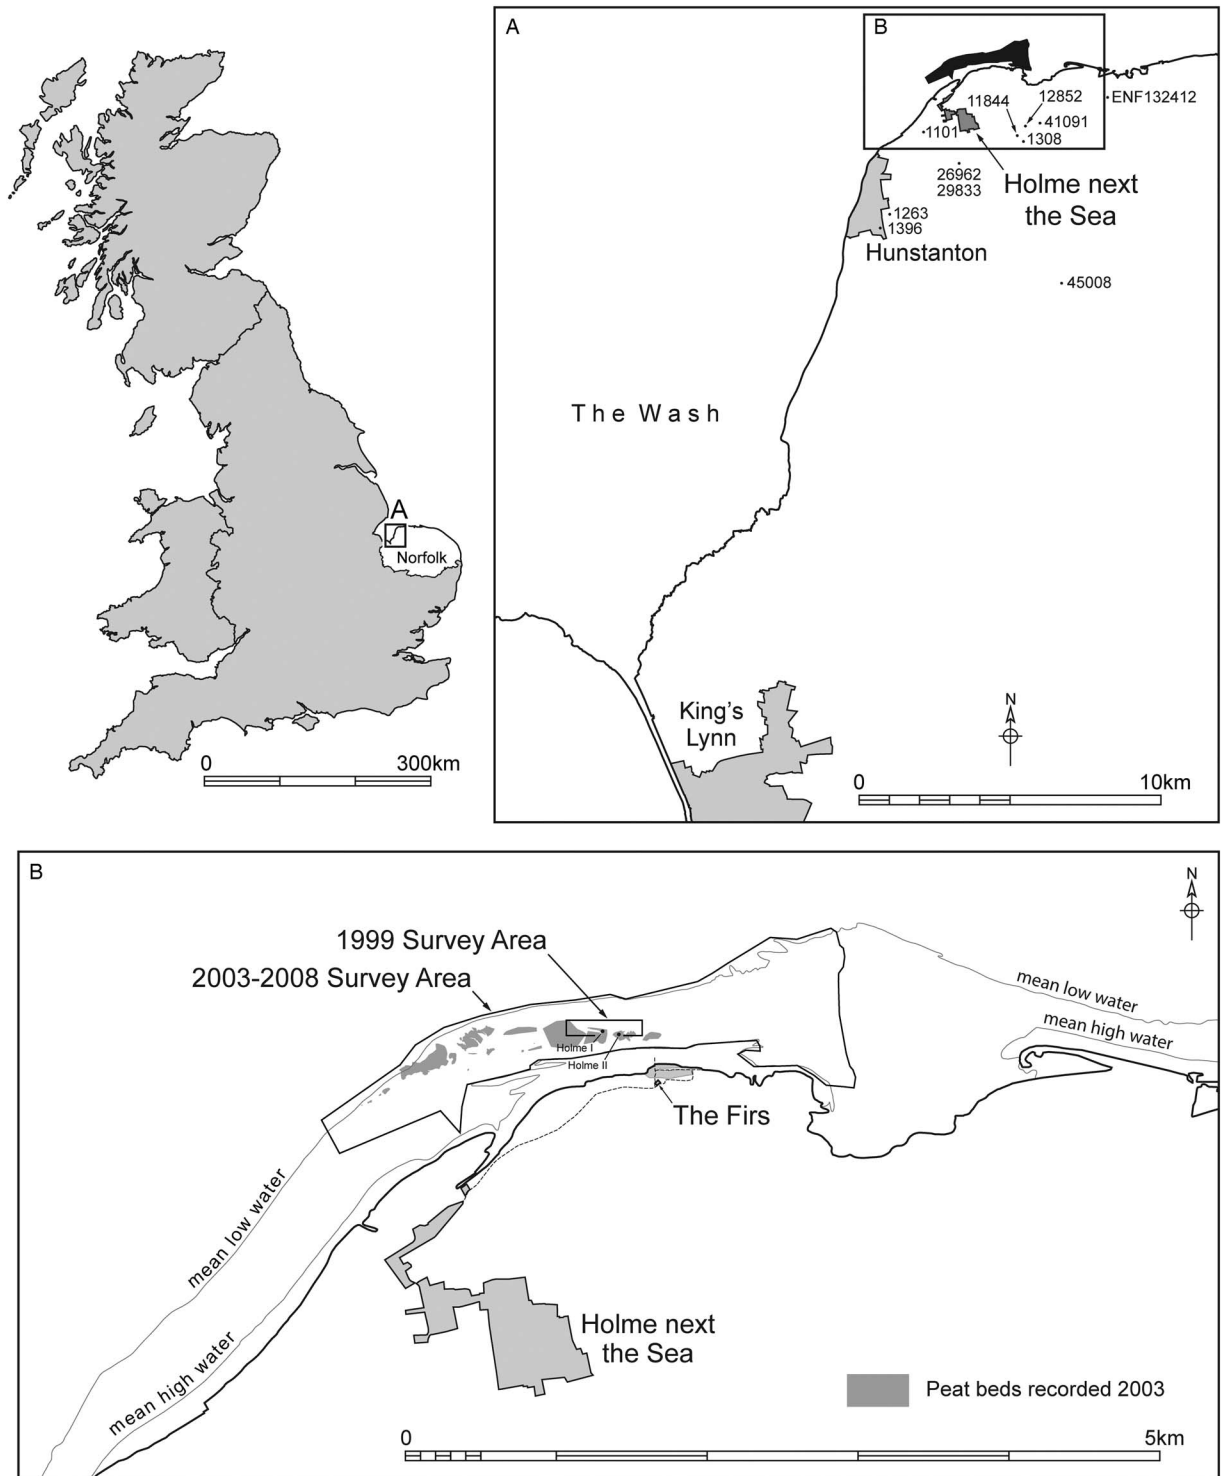 A
Norfolk
0 300km
A
B
11844
12852
ENF132412
41091
1101
1308
26962
29833
Holme next
the Sea
1263
1396
Hunstanton
45008
The Wash
King's
Lynn
N
0 10km
B
N
1999 Survey Area
2003-2008 Survey Area
mean low water
mean high water
Holme I
Holme II
The Firs
mean low water
mean high water
Holme next
the Sea
Peat beds recorded 2003
0 5km